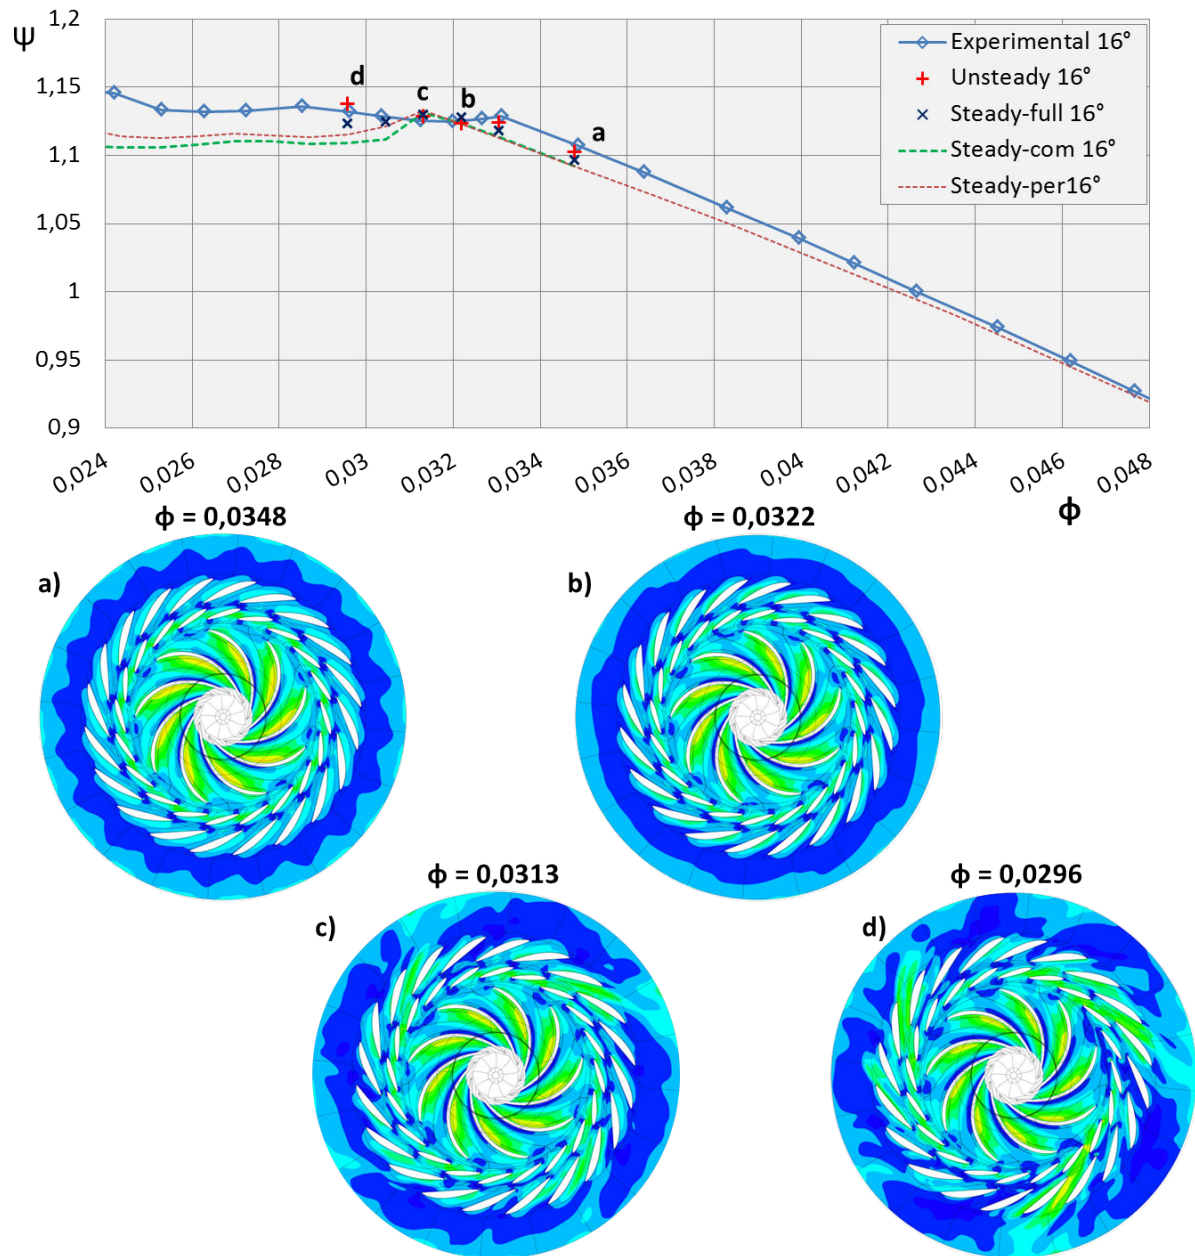 Ψ
1,2
1,15
1,1
1,05
1
0,95
0,9
d
c
b
a
Experimental 16°
Unsteady 16°
Steady-full 16°
Steady-com 16°
Steady-per16°
0,024
0,026
0,028
0,03
0,032
0,034
0,036
0,038
0,04
0,042
0,044
0,046
0,048
ϕ
ϕ = 0,0348
ϕ = 0,0322
a)
b)
ϕ = 0,0313
ϕ = 0,0296
c)
d)